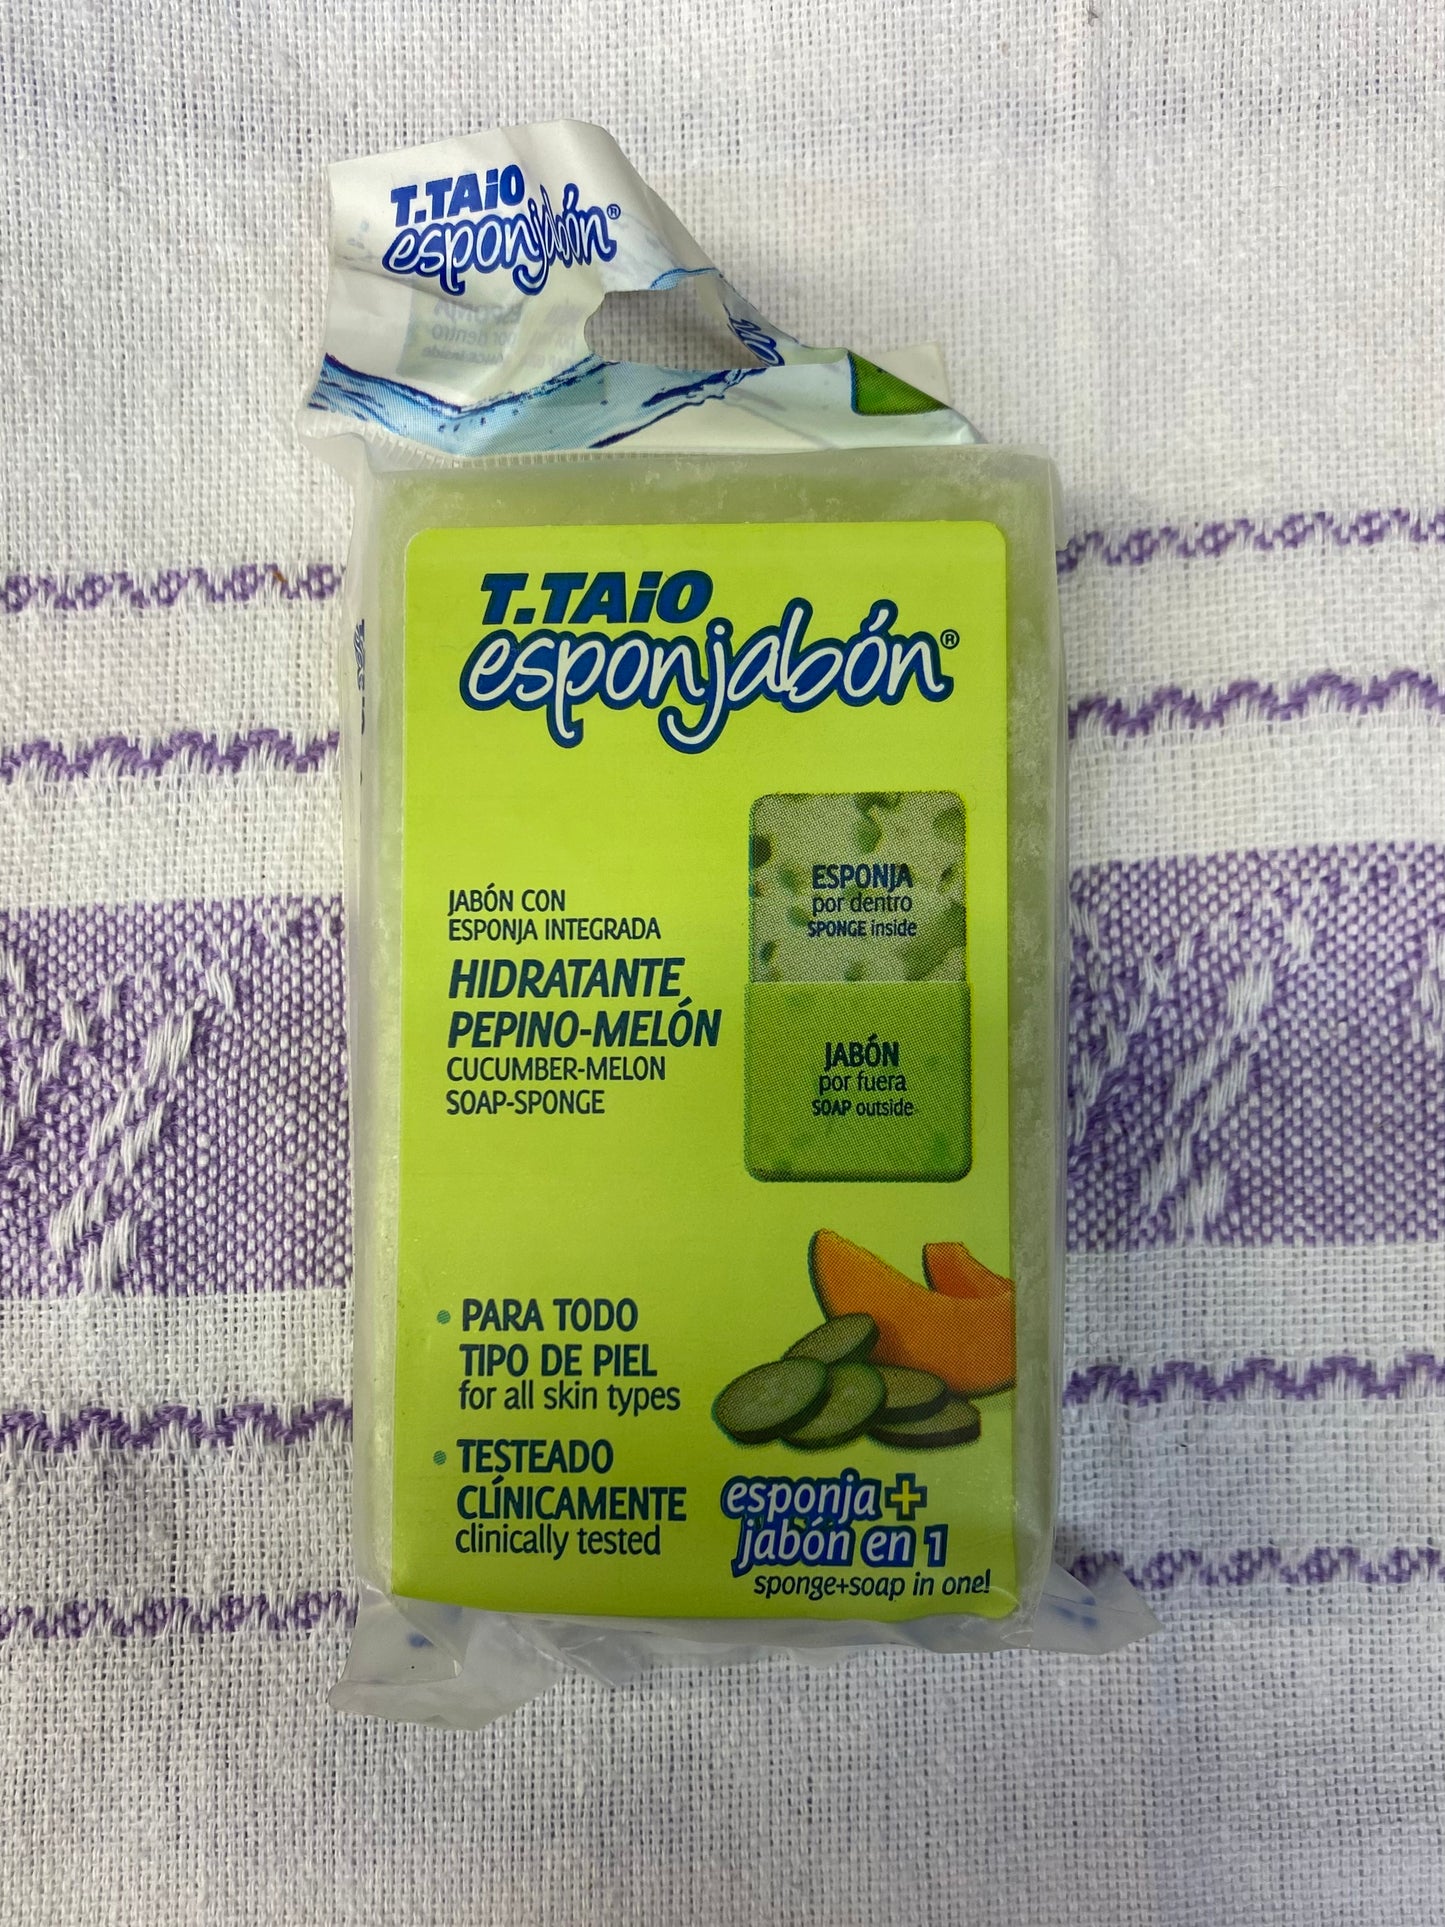 T.TAiO
esponjabón®
T.TAiO
esponjabón®
JABÓN CON
ESPONJA INTEGRADA
HIDRATANTE
PEPINO-MELÓN
CUCUMBER-MELON
SOAP-SPONGE
ESPONJA
por dentro
SPONGE inside
JABÓN
por fuera
SOAP outside
• PARA TODO
TIPO DE PIEL
for all skin types
• TESTEADO
CLÍNICAMENTE
clinically tested
esponja +
jabón en 1
sponge+soap in one!